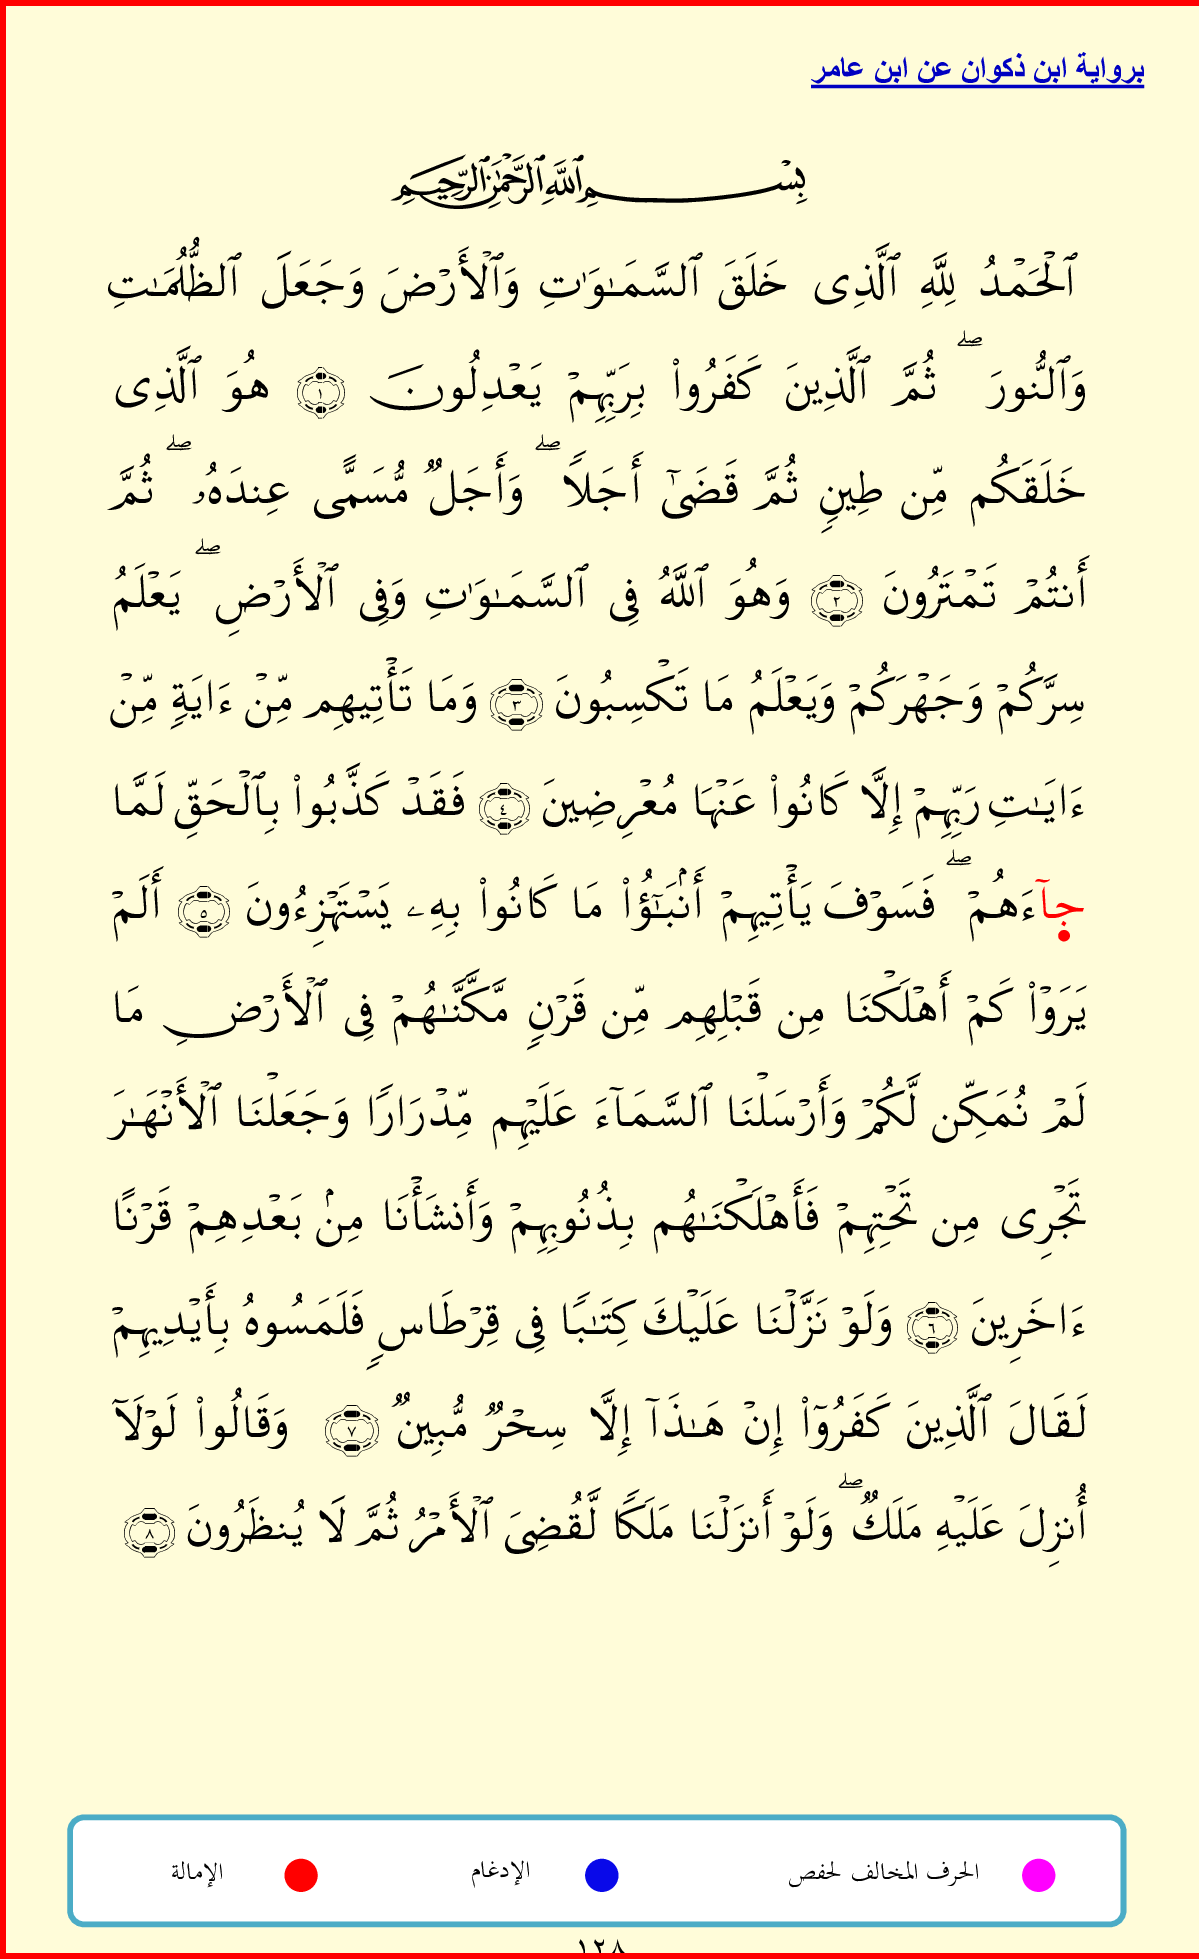 برواية ابن ذكوان عن ابن عامر
بِسْمِ ٱللَّهِ ٱلرَّحْمَٰنِ ٱلرَّحِيمِ
ٱلْحَمْدُ لِلَّهِ ٱلَّذِى خَلَقَ ٱلسَّمَـٰوَٰتِ وَٱلْأَرْضَ وَجَعَلَ ٱلظُّلُمَـٰتِ
وَٱلنُّورَ ۖ ثُمَّ ٱلَّذِينَ كَفَرُوا۟ بِرَبِّهِمْ يَعْدِلُونَ ١ هُوَ ٱلَّذِى
خَلَقَكُم مِّن طِينٍ ثُمَّ قَضَىٰٓ أَجَلًا ۖ وَأَجَلٌ مُّسَمًّى عِندَهُۥ ۖ ثُمَّ
أَنتُمْ تَمْتَرُونَ ٢ وَهُوَ ٱللَّهُ فِى ٱلسَّمَـٰوَٰتِ وَفِى ٱلْأَرْضِ ۖ يَعْلَمُ
سِرَّكُمْ وَجَهْرَكُمْ وَيَعْلَمُ مَا تَكْسِبُونَ ٣ وَمَا تَأْتِيهِم مِّنْ ءَايَةٍ مِّنْ
ءَايَـٰتِ رَبِّهِمْ إِلَّا كَانُوا۟ عَنْهَا مُعْرِضِينَ ٤ فَقَدْ كَذَّبُوا۟ بِٱلْحَقِّ لَمَّا
جآءَهُمْ ۖ فَسَوْفَ يَأْتِيهِمْ أَنۢبَـٰٓؤُا۟ مَا كَانُوا۟ بِهِۦ يَسْتَهْزِءُونَ ٥ أَلَمْ
يَرَوْا۟ كَمْ أَهْلَكْنَا مِن قَبْلِهِم مِّن قَرْنٍ مَّكَّنَّـٰهُمْ فِى ٱلْأَرْضِ مَا
لَمْ نُمَكِّن لَّكُمْ وَأَرْسَلْنَا ٱلسَّمَآءَ عَلَيْهِم مِّدْرَارًا وَجَعَلْنَا ٱلْأَنْهَـٰرَ
تَجْرِى مِن تَحْتِهِمْ فَأَهْلَكْنَـٰهُم بِذُنُوبِهِمْ وَأَنشَأْنَا مِنۢ بَعْدِهِمْ قَرْنًا
ءَاخَرِينَ ٦ وَلَوْ نَزَّلْنَا عَلَيْكَ كِتَـٰبًا فِى قِرْطَاسٍ فَلَمَسُوهُ بِأَيْدِيهِمْ
لَقَالَ ٱلَّذِينَ كَفَرُوٓا۟ إِنْ هَـٰذَآ إِلَّا سِحْرٌ مُّبِينٌ ٧ وَقَالُوا۟ لَوْلَآ
أُنزِلَ عَلَيْهِ مَلَكٌ ۖ وَلَوْ أَنزَلْنَا مَلَكًا لَّقُضِىَ ٱلْأَمْرُ ثُمَّ لَا يُنظَرُونَ ٨
الحرف المخالف لحفص الإدغام الإمالة
١٢٨